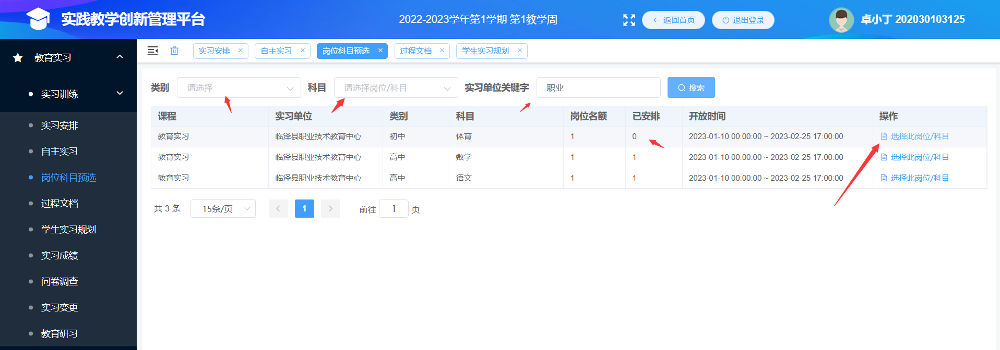 实践教学创新管理平台
2022-2023学年第1学期 第1教学周
返回首页
退出登录
卓小丁 202030103125
教育实习
实习训练
实习安排
自主实习
岗位科目预选
过程文档
学生实习规划
实习成绩
问卷调查
实习变更
教育研习
实习安排 × 自主实习 × 岗位科目预选 × 过程文档 × 学生实习规划 ×
类别 请选择 科目 请选择岗位/科目 实习单位关键字 职业 搜索
课程 实习单位 类别 科目 岗位名额 已安排 开放时间 操作
教育实习 临泽县职业技术教育中心 初中 体育 1 0 2023-01-10 00:00:00 ~ 2023-02-25 17:00:00 选择此岗位/科目
教育实习 临泽县职业技术教育中心 高中 数学 1 1 2023-01-10 00:00:00 ~ 2023-02-25 17:00:00 选择此岗位/科目
教育实习 临泽县职业技术教育中心 高中 语文 1 1 2023-01-10 00:00:00 ~ 2023-02-25 17:00:00 选择此岗位/科目
共 3 条 15条/页 < 1 > 前往 1 页